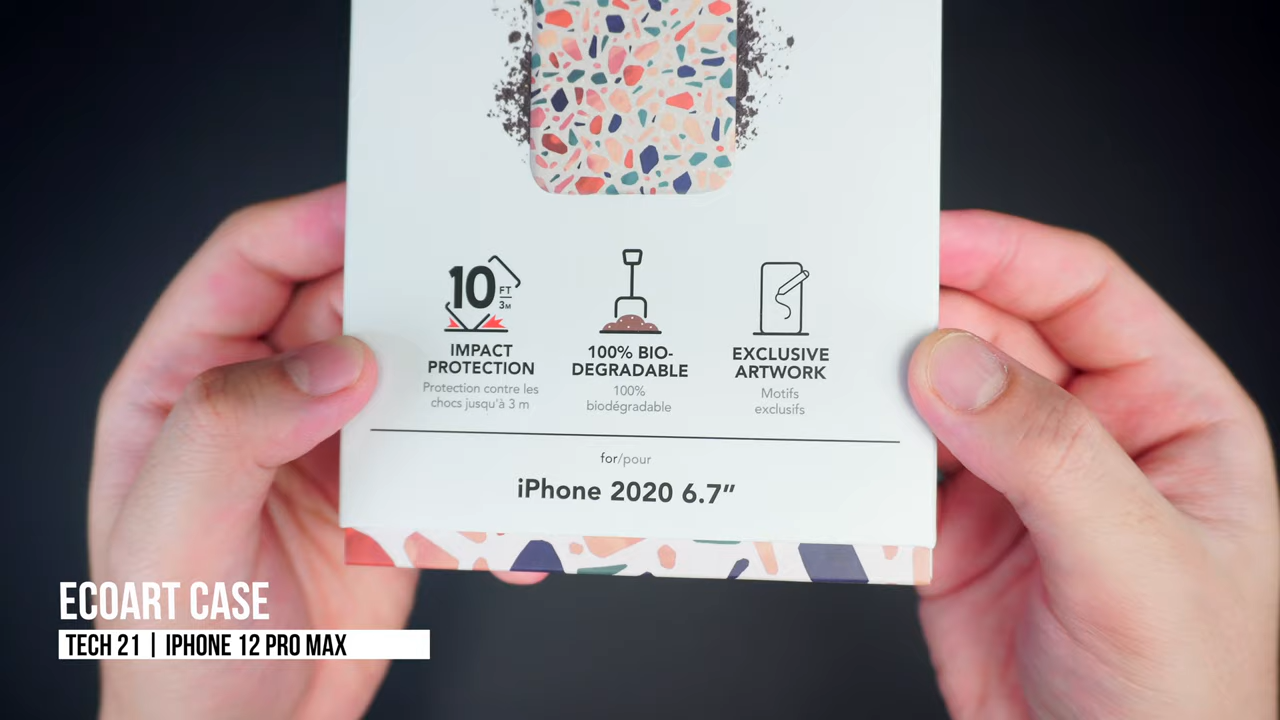 10 FT
3M
IMPACT
PROTECTION
Protection contre les
chocs jusqu'à 3 m
100% BIO-
DEGRADABLE
100%
biodégradable
EXCLUSIVE
ARTWORK
Motifs
exclusifs
for/pour
iPhone 2020 6.7”
ECOART CASE
TECH 21 | IPHONE 12 PRO MAX